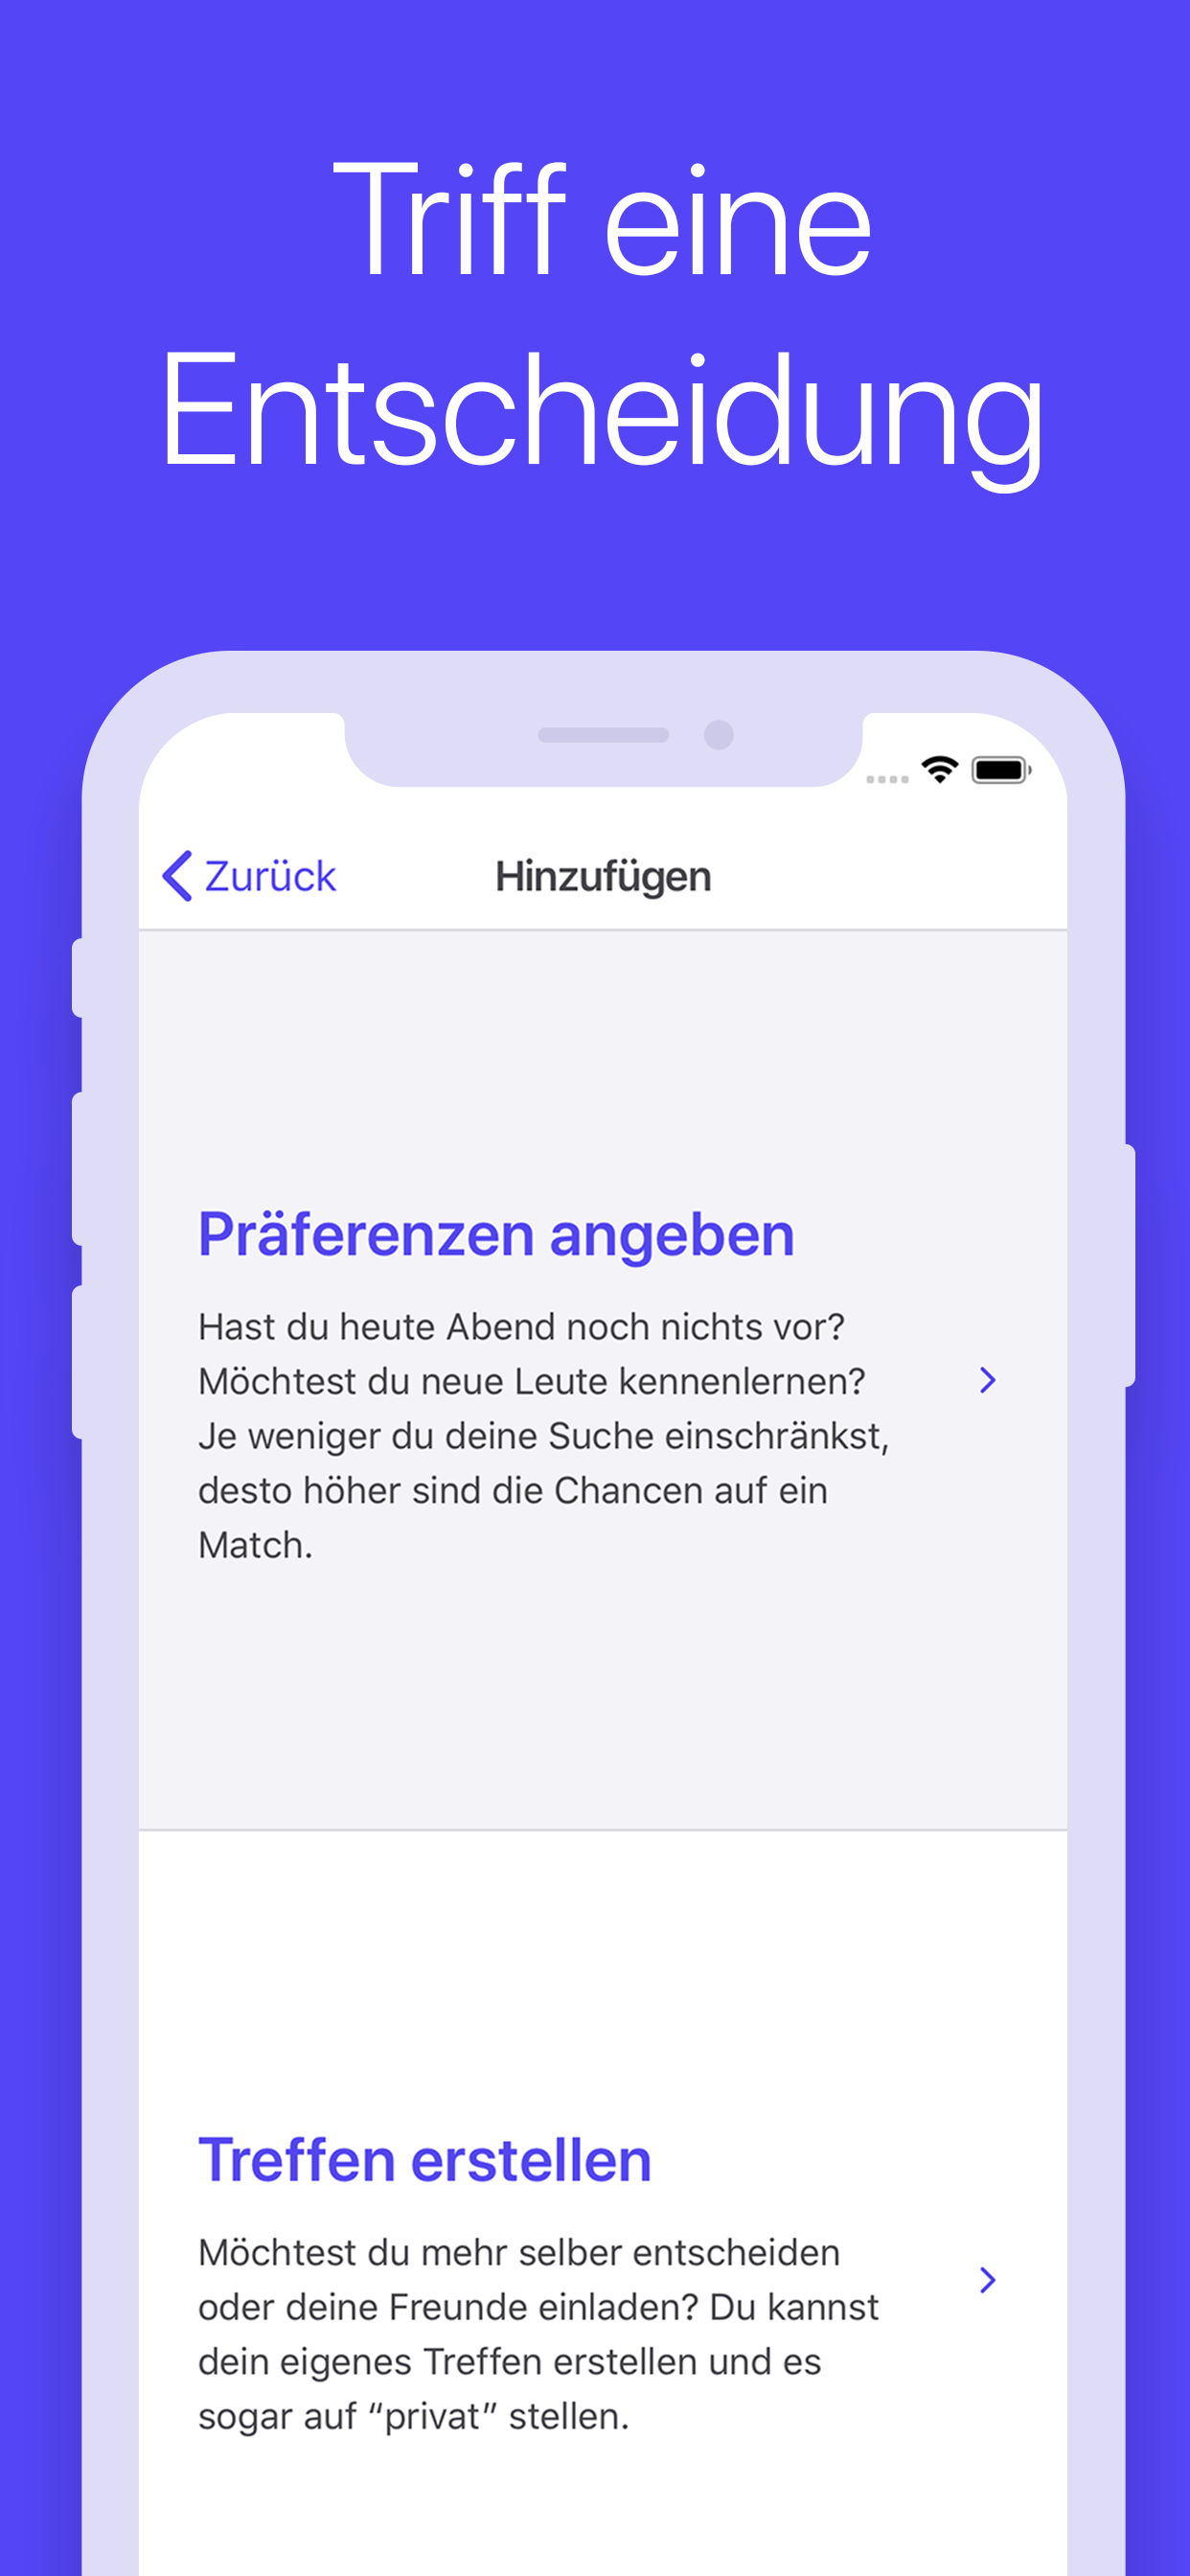 Triff eine
Entscheidung
Zurück
Hinzufügen
Präferenzen angeben
Hast du heute Abend noch nichts vor?
Möchtest du neue Leute kennenlernen?
Je weniger du deine Suche einschränkst,
desto höher sind die Chancen auf ein
Match.
Treffen erstellen
Möchtest du mehr selber entscheiden
oder deine Freunde einladen? Du kannst
dein eigenes Treffen erstellen und es
sogar auf “privat” stellen.